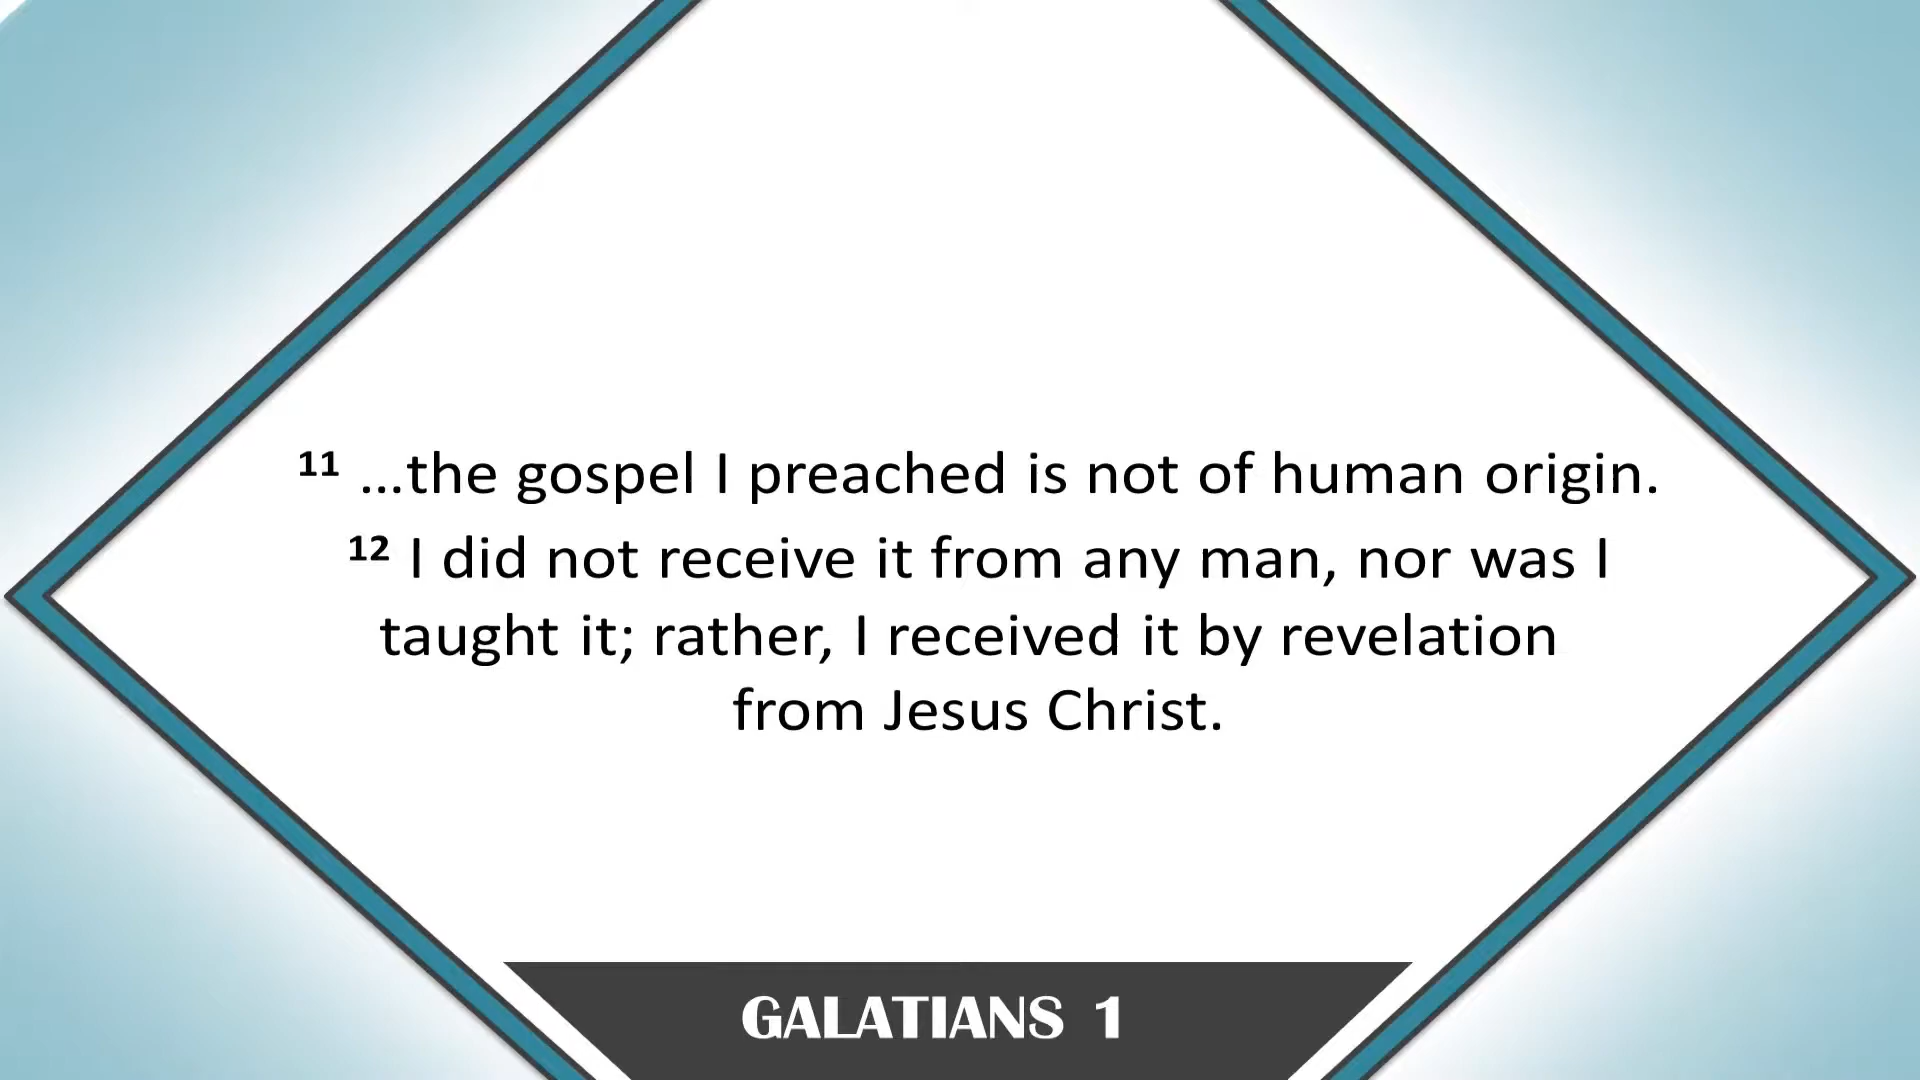 11 ...the gospel I preached is not of human origin.
12 I did not receive it from any man, nor was I
taught it; rather, I received it by revelation
from Jesus Christ.
GALATIANS 1